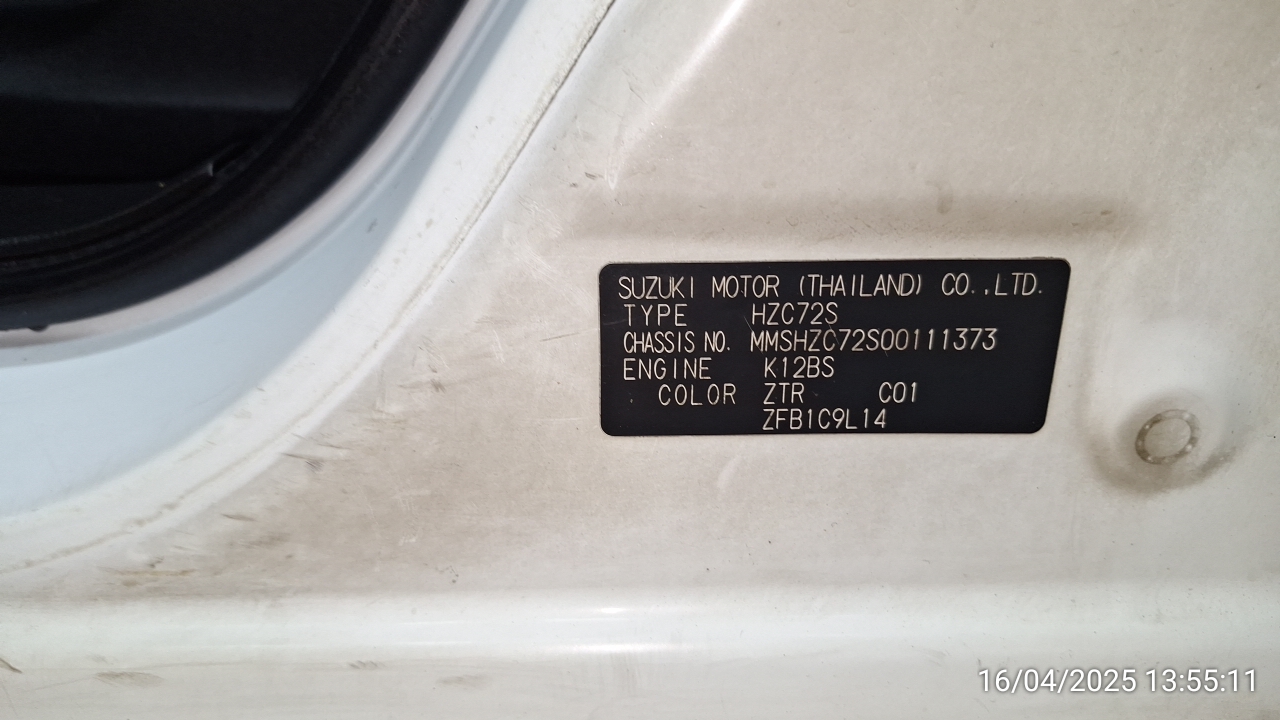 SUZUKI MOTOR (THAILAND) CO.,LTD.
TYPE HZC72S
CHASSIS NO. MMSHZC72S00111373
ENGINE K12BS
COLOR ZTR C01
ZFB1C9L14
16/04/2025 13:55:11